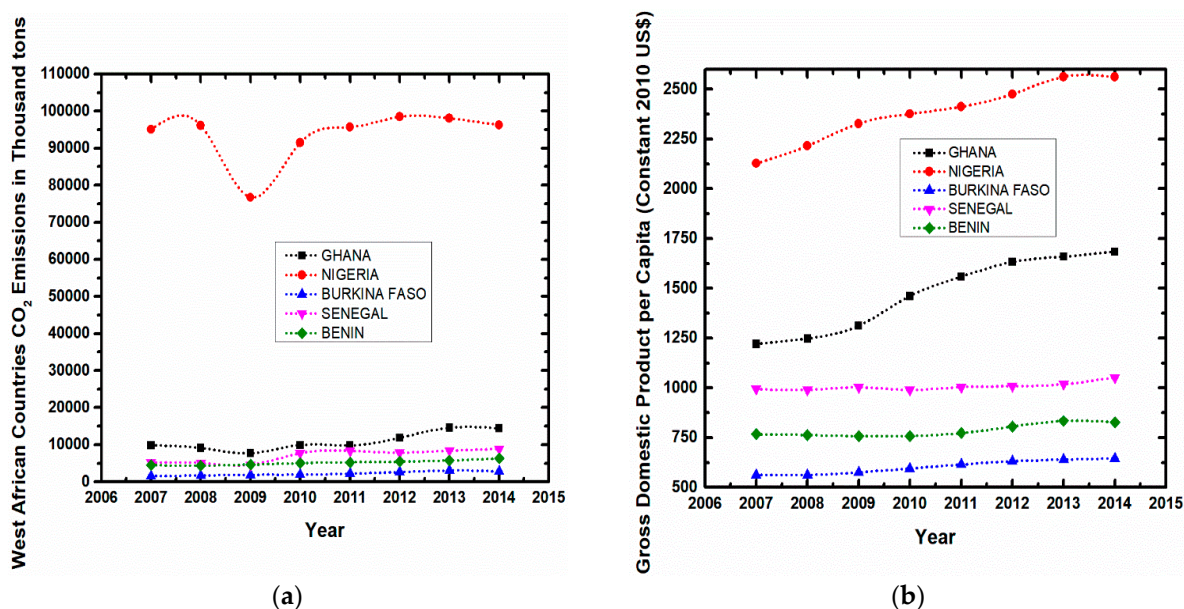 West African Countries CO2 Emissions in Thousand tons
110000
100000
90000
80000
70000
60000
50000
40000
30000
20000
10000
0
2006 2007 2008 2009 2010 2011 2012 2013 2014 2015
Year
GHANA
NIGERIA
BURKINA FASO
SENEGAL
BENIN
(a)
Gross Domestic Product per Capita (Constant 2010 US$)
2500
2250
2000
1750
1500
1250
1000
750
500
2006 2007 2008 2009 2010 2011 2012 2013 2014 2015
Year
GHANA
NIGERIA
BURKINA FASO
SENEGAL
BENIN
(b)